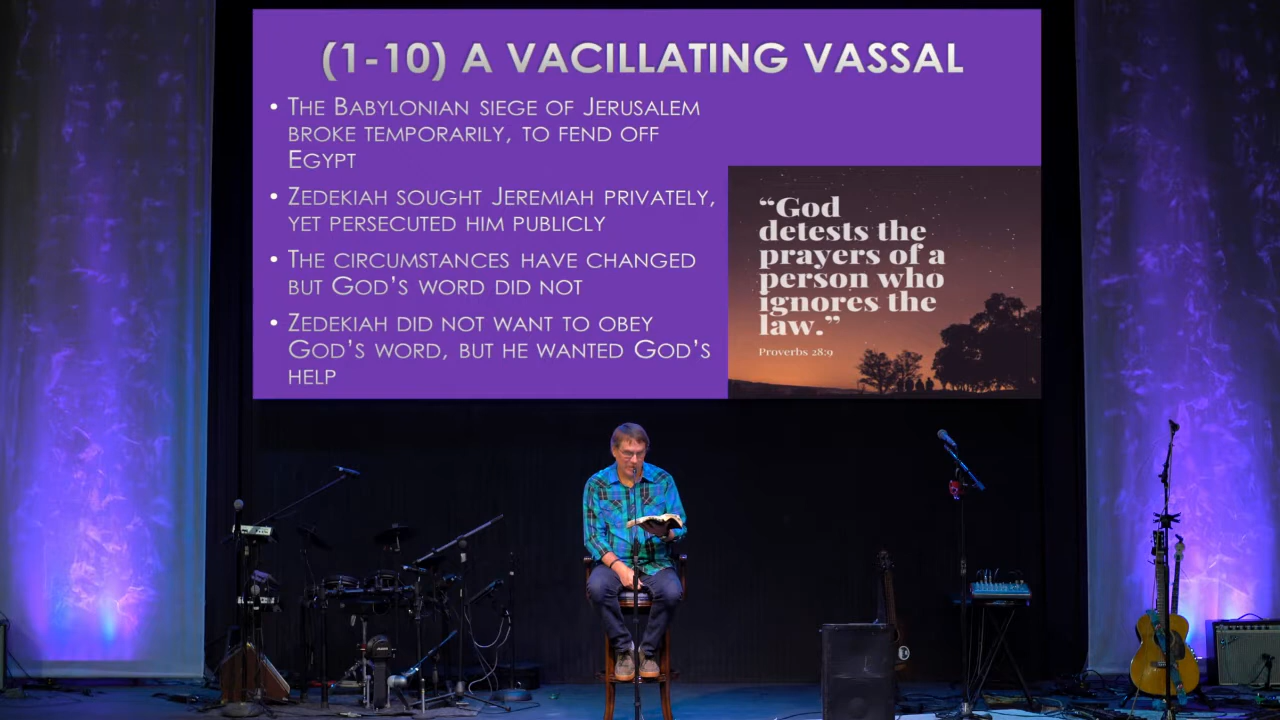 (1-10) A VACILLATING VASSAL
• THE BABYLONIAN SIEGE OF JERUSALEM
BROKE TEMPORARILY, TO FEND OFF
EGYPT
• ZEDEKIAH SOUGHT JEREMIAH PRIVATELY,
YET PERSECUTED HIM PUBLICLY
• THE CIRCUMSTANCES HAVE CHANGED
BUT GOD'S WORD DID NOT
• ZEDEKIAH DID NOT WANT TO OBEY
GOD'S WORD, BUT HE WANTED GOD'S
HELP
“God
detests the
prayers of a
person who
ignores the
law.”
Proverbs 28:9